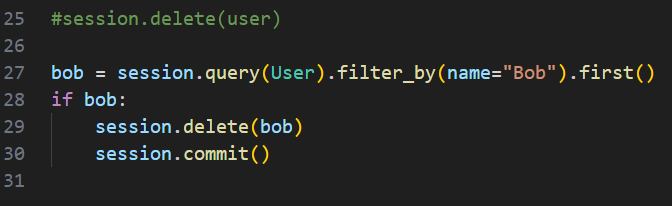 25 #session.delete(user)
26
27 bob = session.query(User).filter_by(name="Bob").first()
28 if bob:
29     session.delete(bob)
30     session.commit()
31